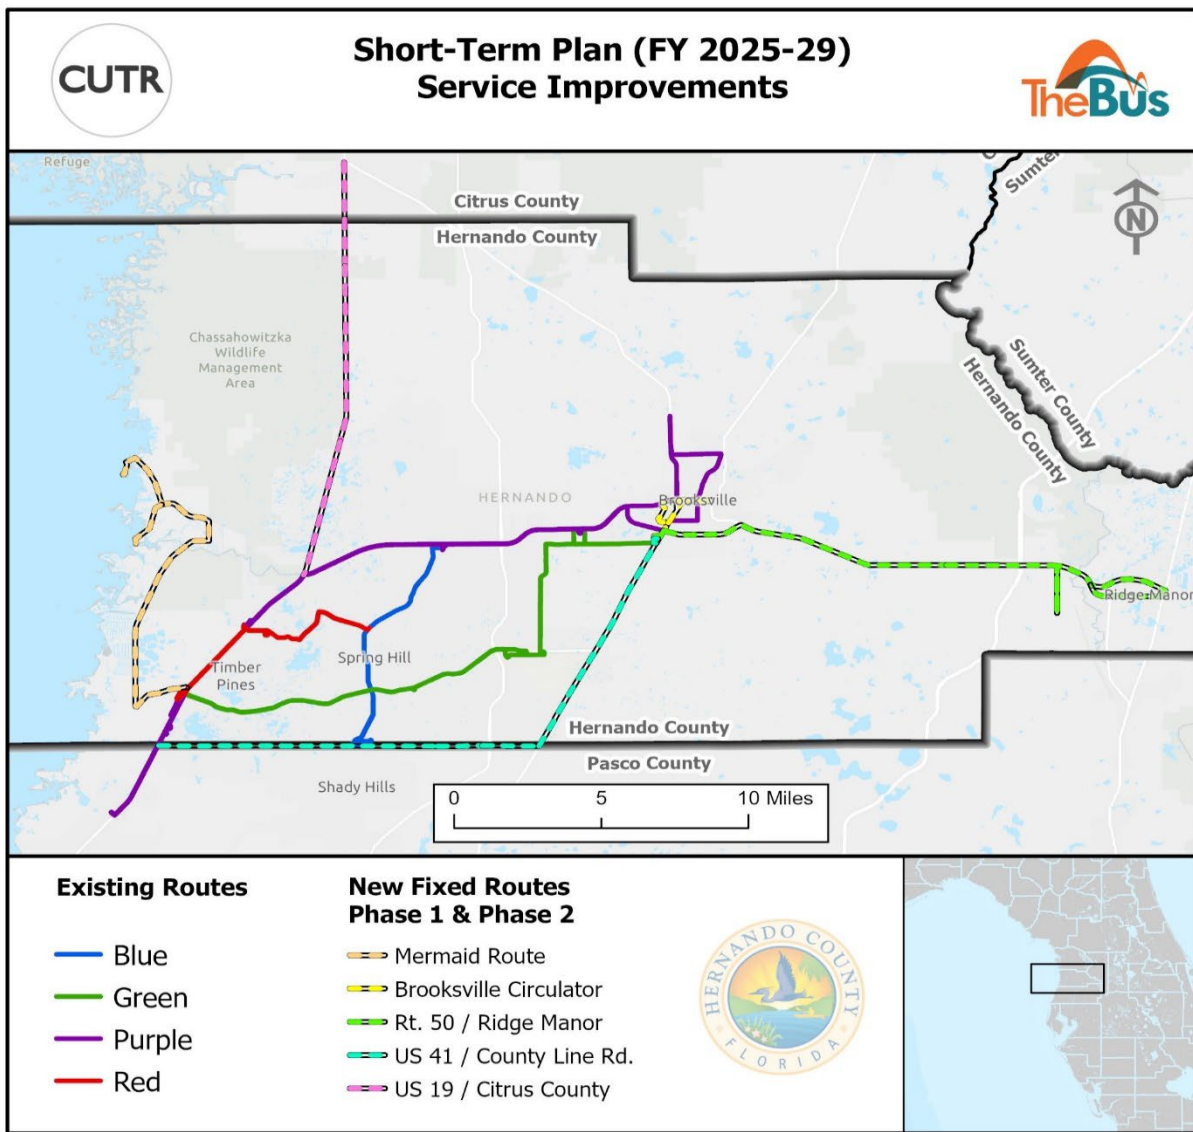 CUTR
Short-Term Plan (FY 2025-29)
Service Improvements
TheBus
Refuge
Citrus County
Hernando County
Sumter
N
Chassahowitzka
Wildlife
Management
Area
Sumter County
Hernando County
HERNANDO
Brooksville
Ridge Manor
Timber
Pines
Spring Hill
Hernando County
Pasco County
Shady Hills
0 5 10 Miles
Existing Routes
Blue
Green
Purple
Red
New Fixed Routes
Phase 1 & Phase 2
Mermaid Route
Brooksville Circulator
Rt. 50 / Ridge Manor
US 41 / County Line Rd.
US 19 / Citrus County
HERNANDO COUNTY
FLORIDA